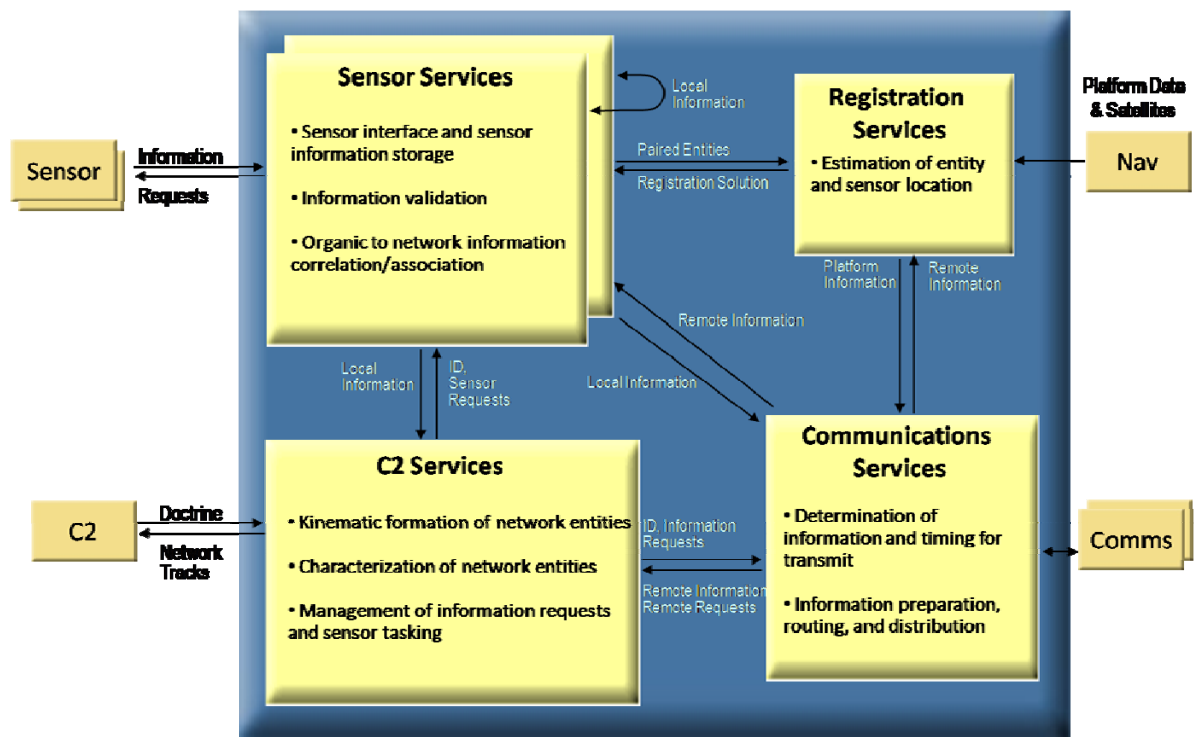 Sensor Services
• Sensor interface and sensor
information storage
• Information validation
• Organic to network information
correlation/association
Local
Information
Registration
Services
• Estimation of entity
and sensor location
Platform Data
& Satellites
Nav
Sensor
Information
Requests
Paired Entities
Registration Solution
Platform
Information
Remote
Information
Remote Information
Local Information
Local
Information
ID,
Sensor
Requests
C2 Services
• Kinematic formation of network entities
• Characterization of network entities
• Management of information requests
and sensor tasking
C2
Doctrine
Network
Tracks
ID, Information
Requests
Remote Information
Remote Requests
Communications
Services
• Determination of
information and timing for
transmit
• Information preparation,
routing, and distribution
Comms